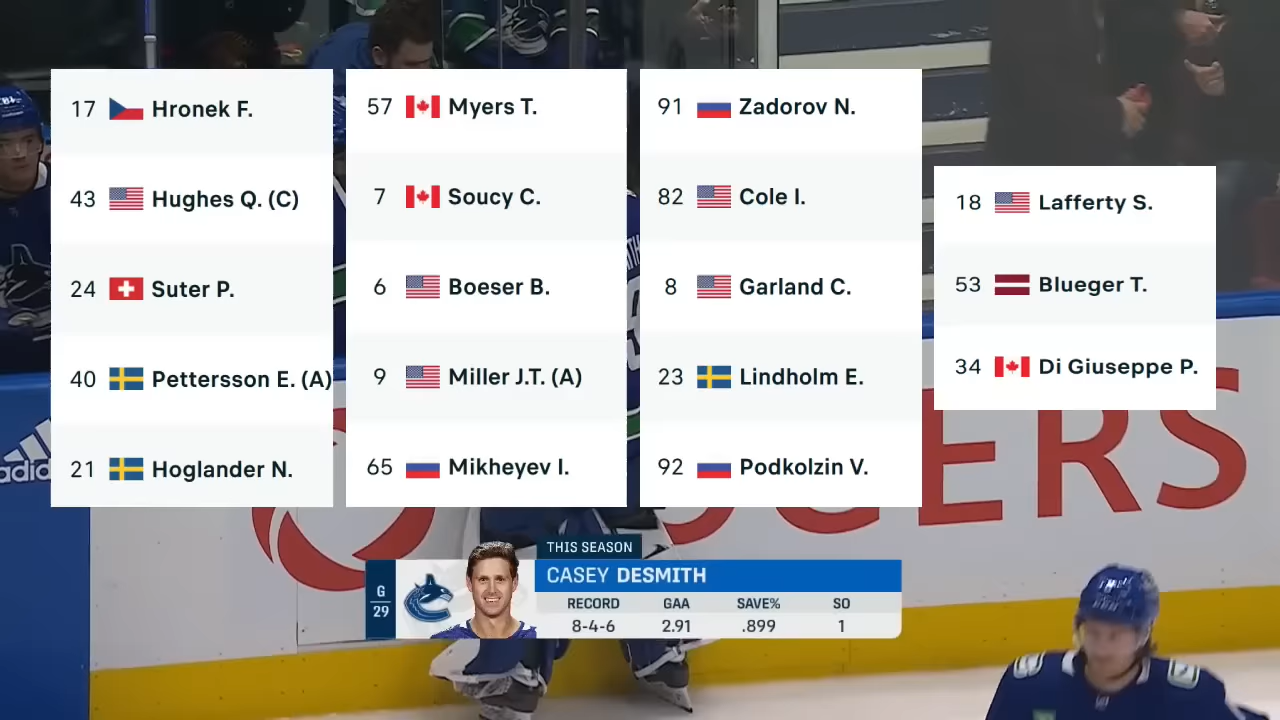 17 Hronek F.
43 Hughes Q. (C)
24 Suter P.
40 Pettersson E. (A)
21 Hoglander N.
57 Myers T.
7 Soucy C.
6 Boeser B.
9 Miller J.T. (A)
65 Mikheyev I.
91 Zadorov N.
82 Cole I.
8 Garland C.
23 Lindholm E.
92 Podkolzin V.
18 Lafferty S.
53 Blueger T.
34 Di Giuseppe P.
adid
ERS
THIS SEASON
G
29
CASEY DESMITH
RECORD GAA SAVE% SO
8-4-6 2.91 .899 1